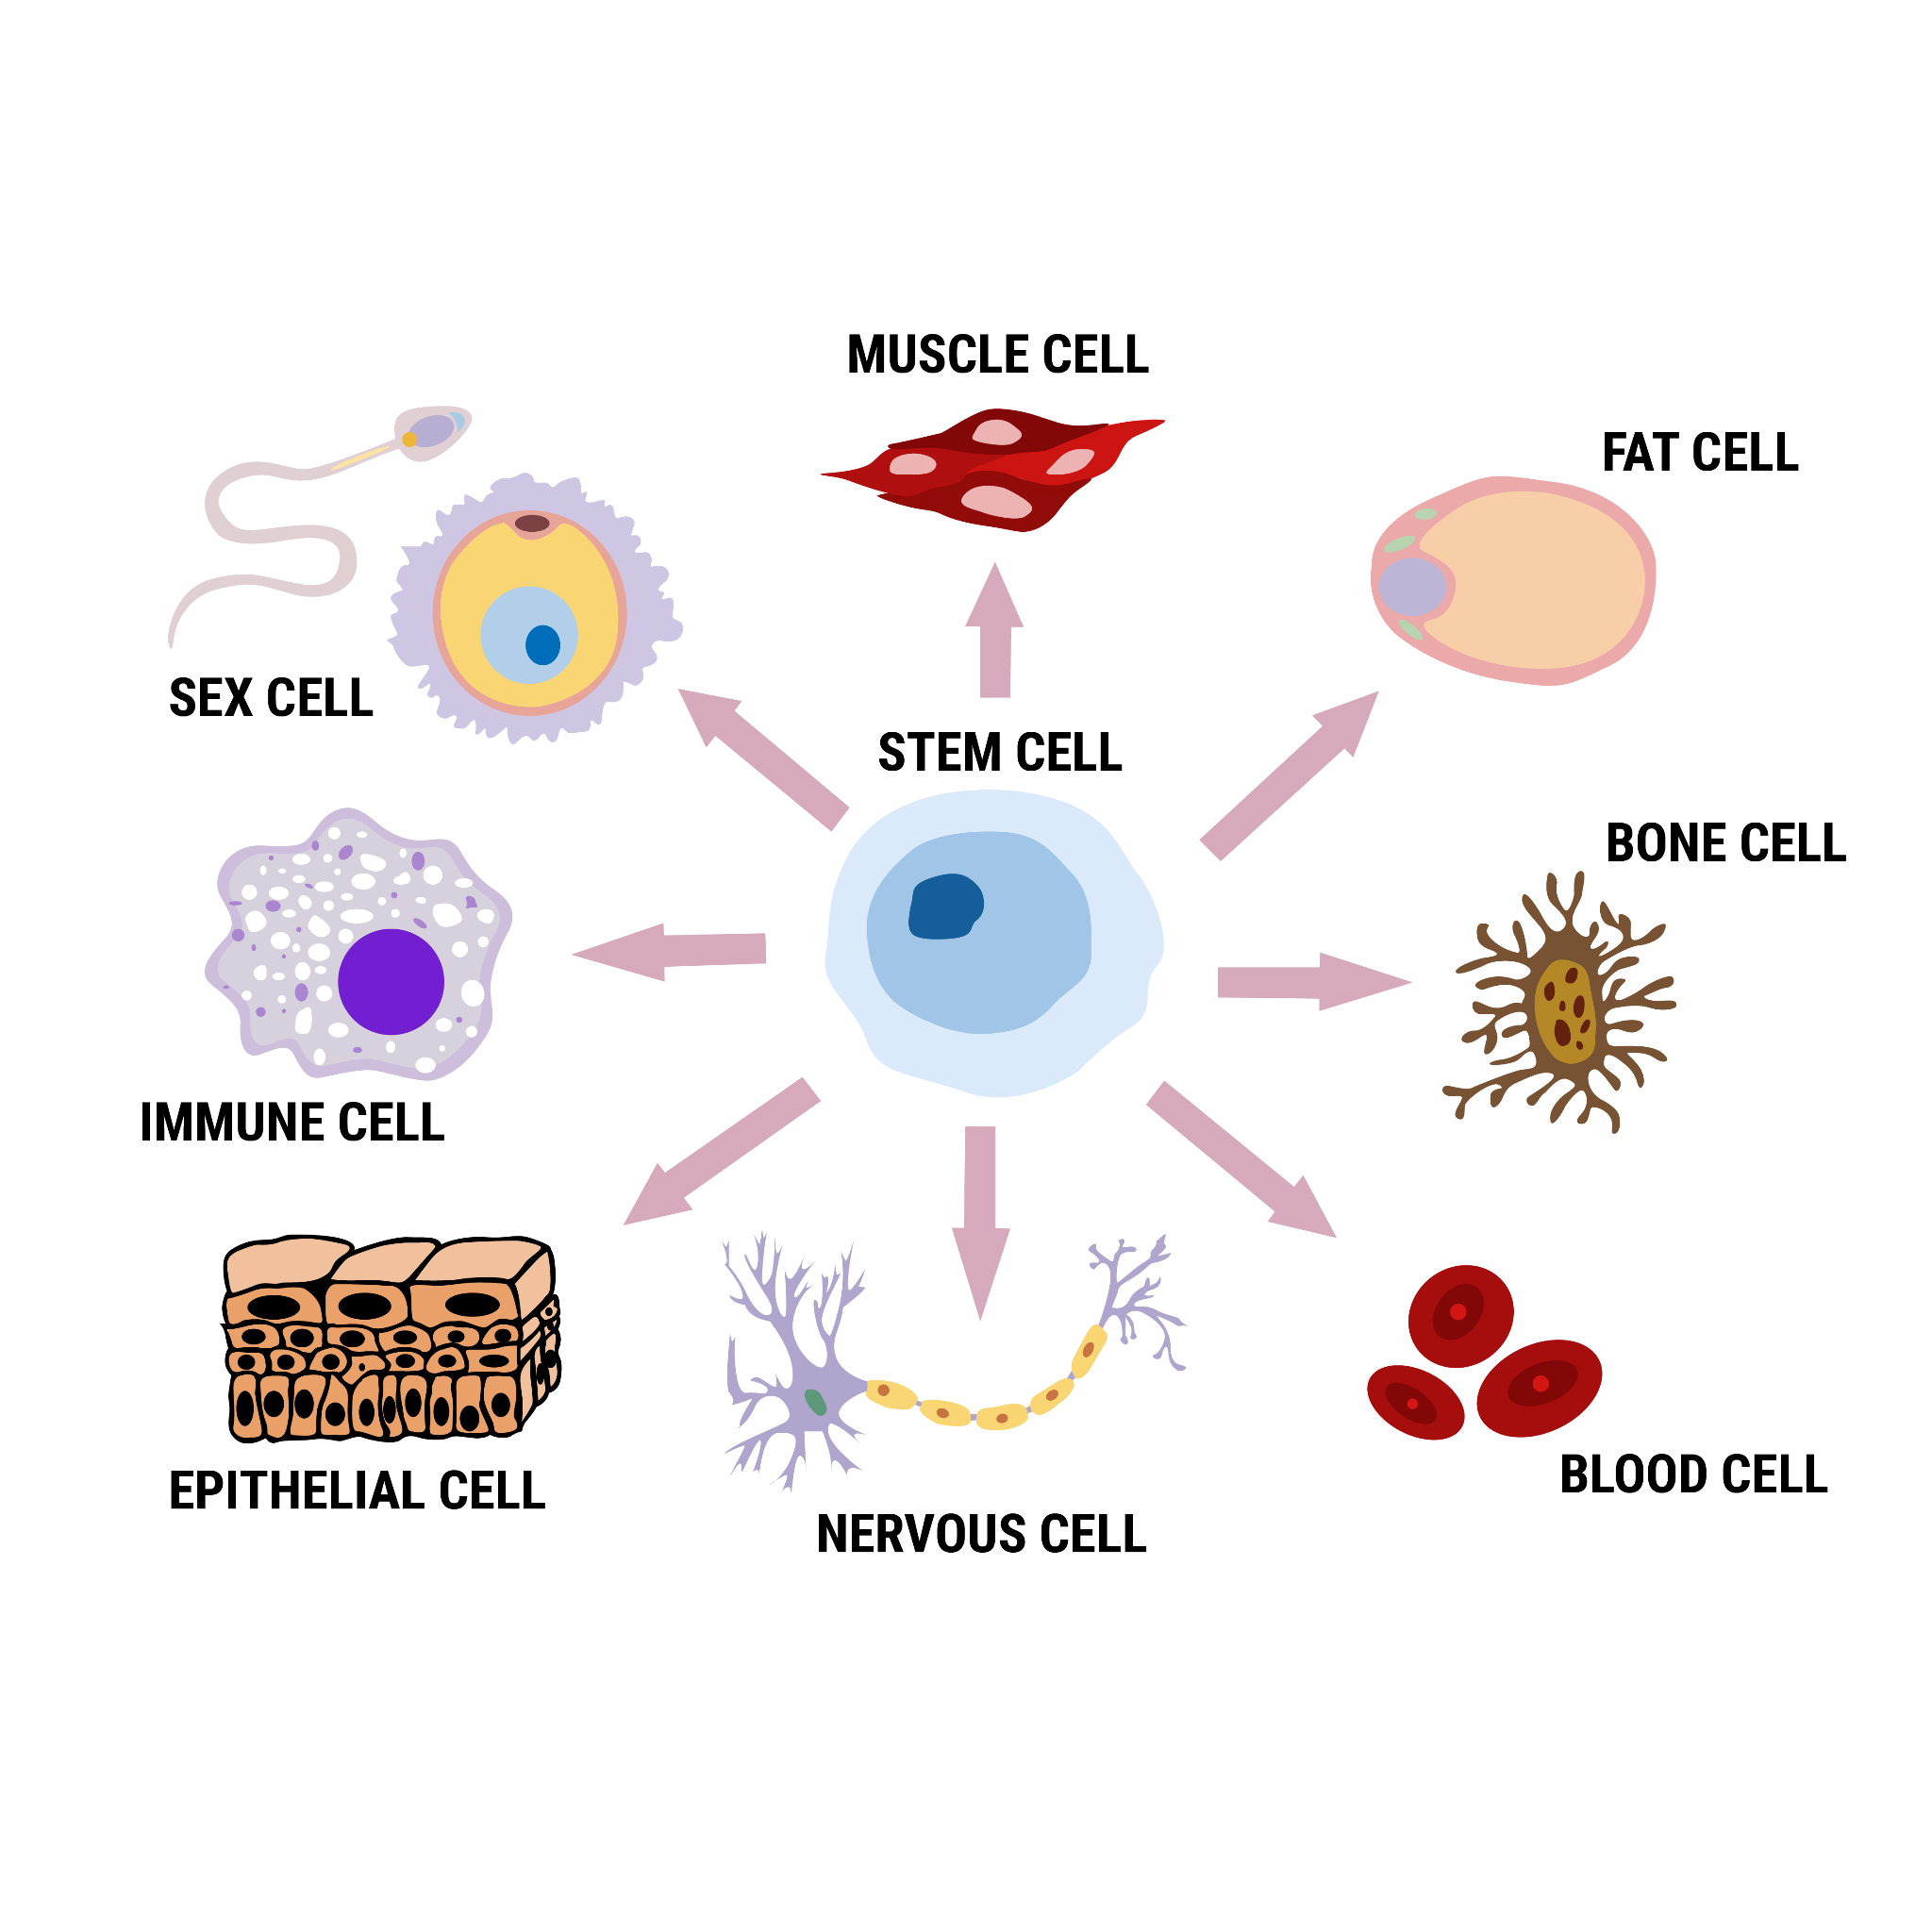 MUSCLE CELL
FAT CELL
SEX CELL
STEM CELL
BONE CELL
IMMUNE CELL
EPITHELIAL CELL
BLOOD CELL
NERVOUS CELL